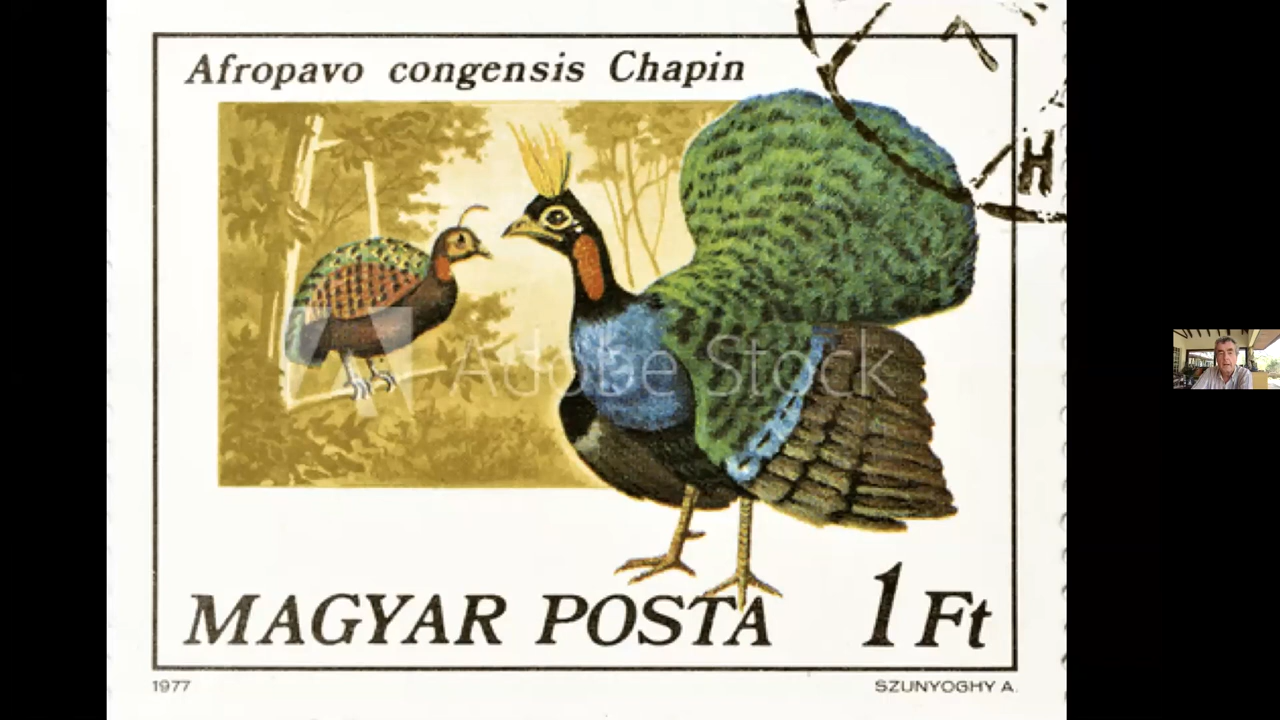 Afropavo congensis Chapin
H
Adobe Stock
MAGYAR POSTA 1 Ft
1977 SZUNYOGHY A.